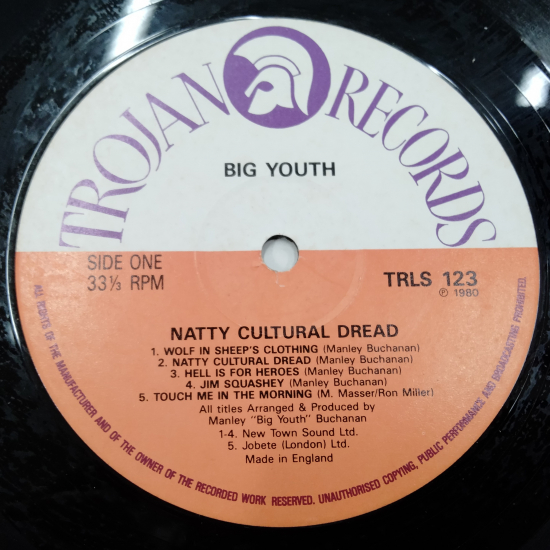 TROJAN RECORDS
BIG YOUTH
SIDE ONE
33⅓ RPM
TRLS 123
℗ 1980
NATTY CULTURAL DREAD
1. WOLF IN SHEEP'S CLOTHING (Manley Buchanan)
2. NATTY CULTURAL DREAD (Manley Buchanan)
3. HELL IS FOR HEROES (Manley Buchanan)
4. JIM SQUASHEY (Manley Buchanan)
5. TOUCH ME IN THE MORNING (M. Masser/Ron Miller)
All titles Arranged & Produced by
Manley "Big Youth" Buchanan
1-4. New Town Sound Ltd.
5. Jobete (London) Ltd.
Made in England
ALL RIGHTS OF THE MANUFACTURER AND OF THE OWNER OF THE RECORDED WORK RESERVED. UNAUTHORISED COPYING, PUBLIC PERFORMANCE AND BROADCASTING PROHIBITED.